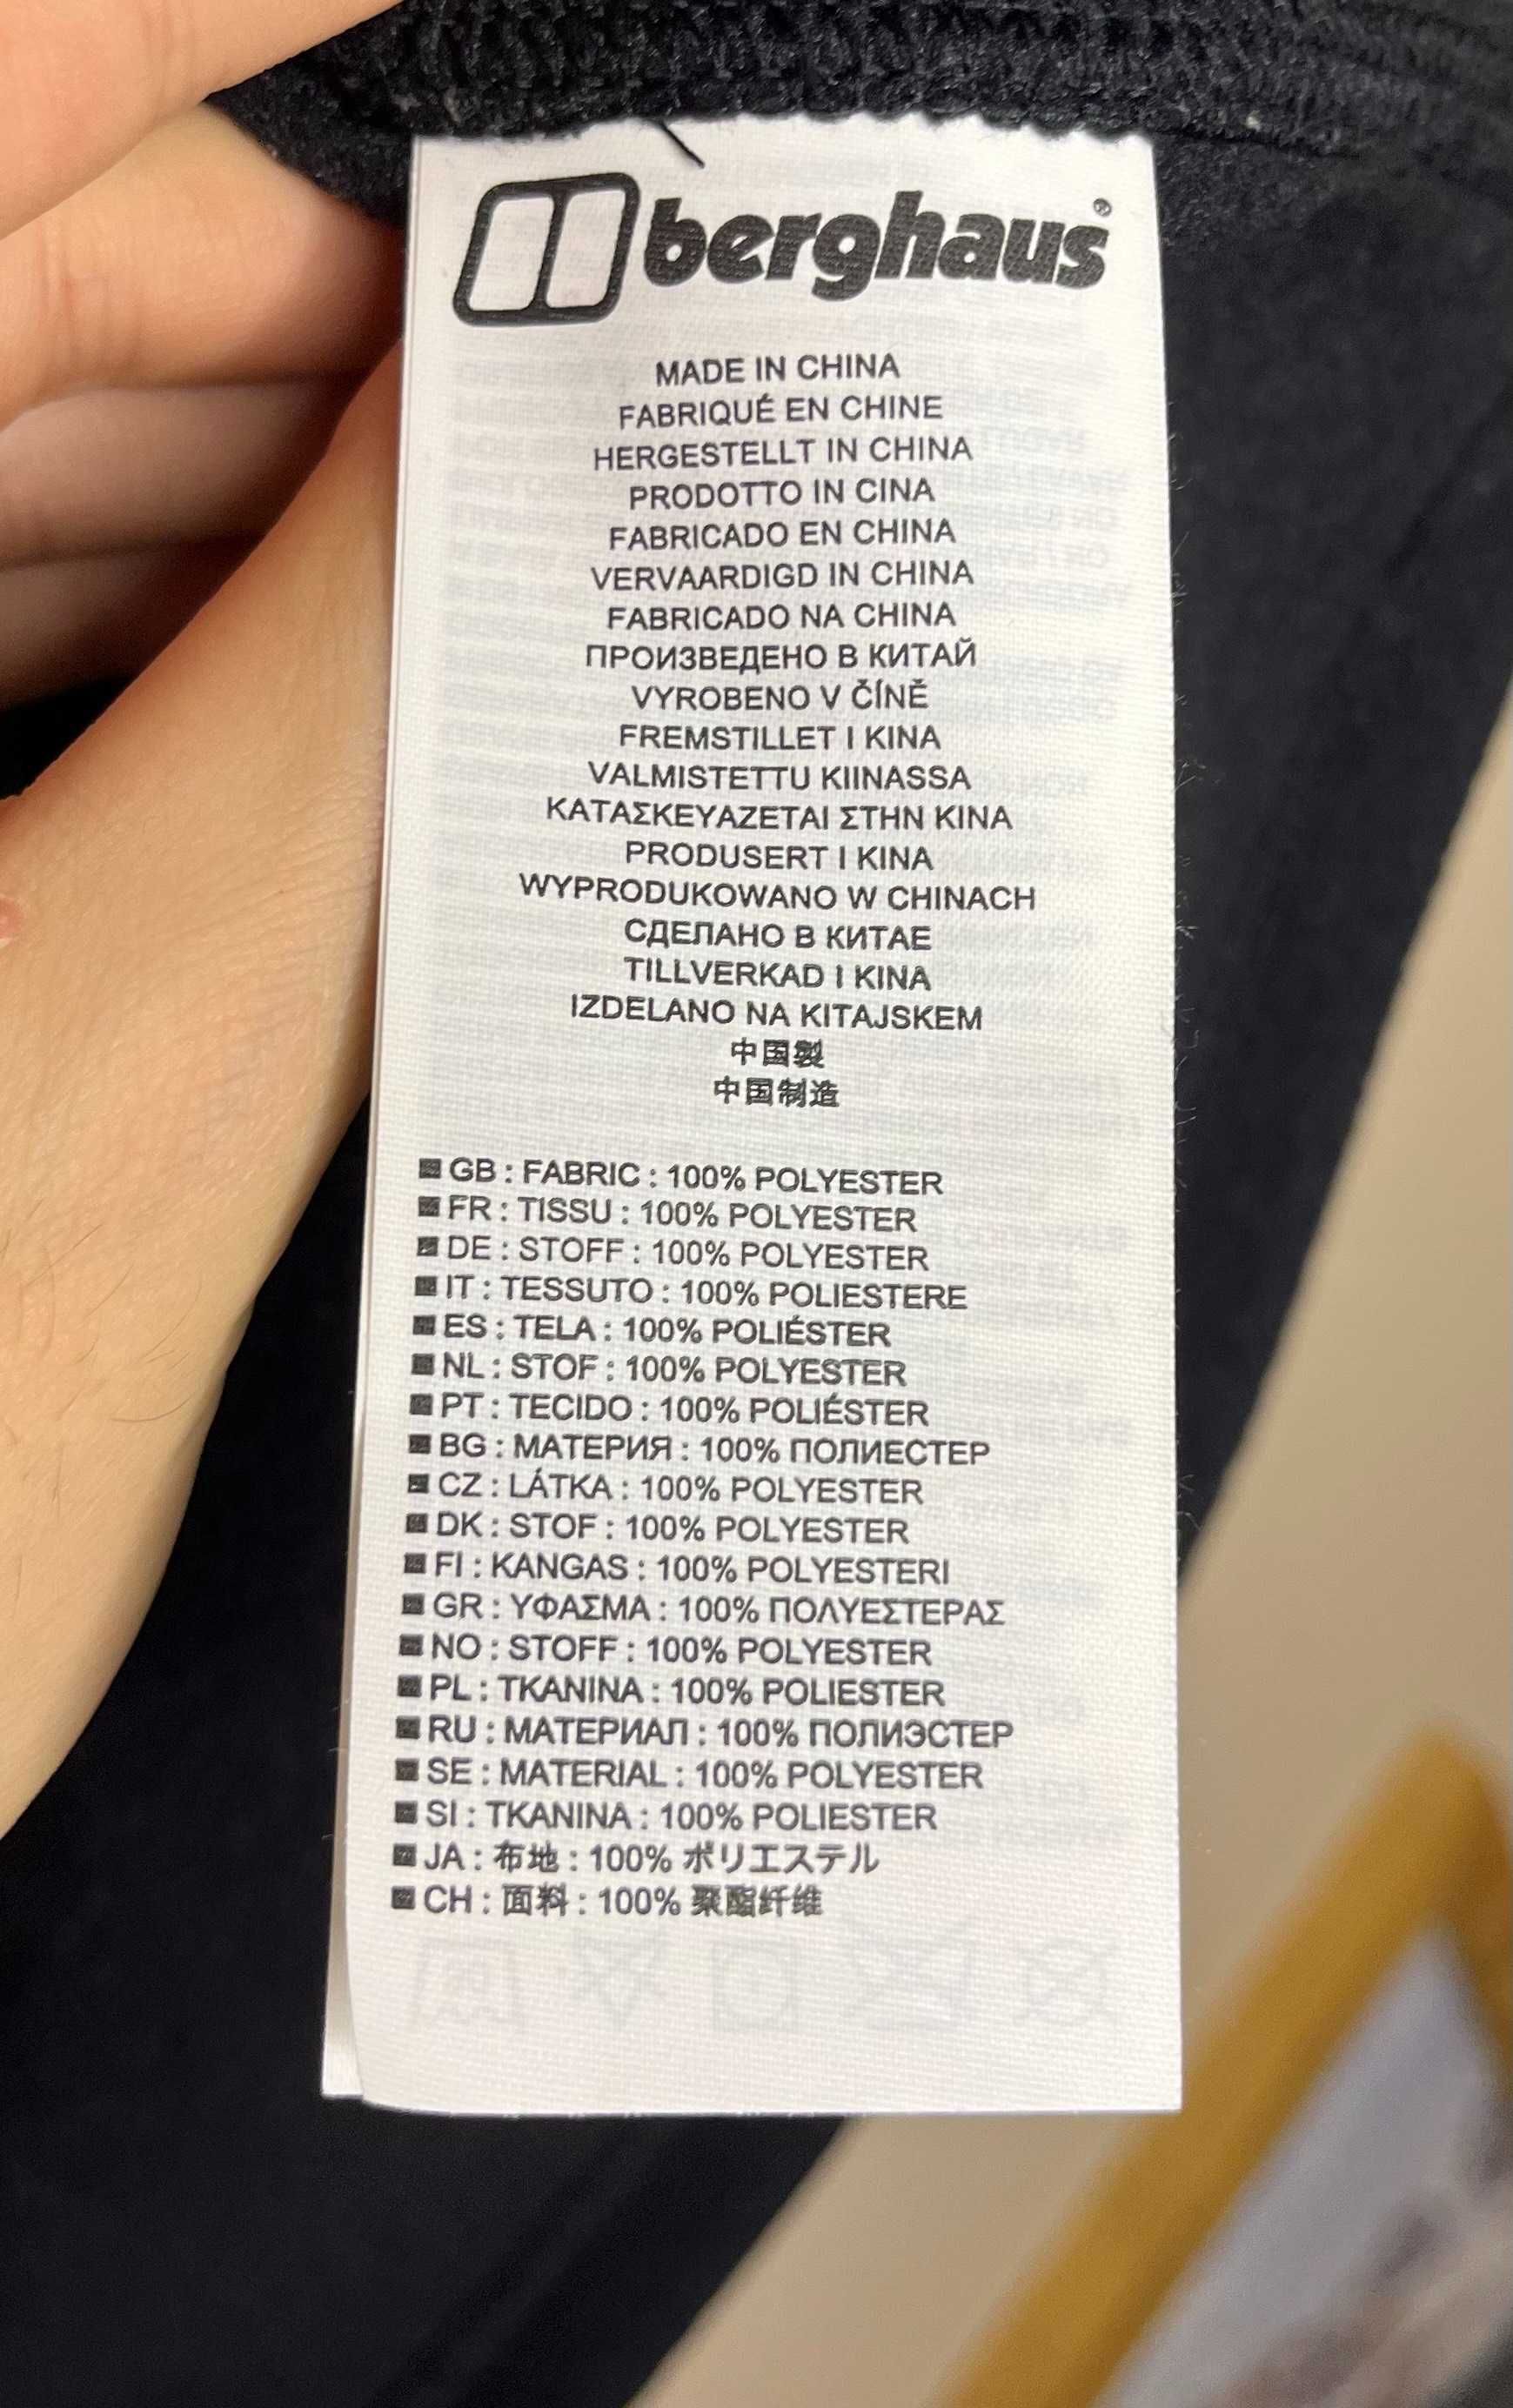 berghaus®
MADE IN CHINA
FABRIQUÉ EN CHINE
HERGESTELLT IN CHINA
PRODOTTO IN CINA
FABRICADO EN CHINA
VERVAARDIGD IN CHINA
FABRICADO NA CHINA
ПРОИЗВЕДЕНО В КИТАЙ
VYROBENO V ČÍNĚ
FREMSTILLET I KINA
VALMISTETTU KIINASSA
ΚΑΤΑΣΚΕΥΑΖΕΤΑΙ ΣΤΗΝ ΚΙΝΑ
PRODUSERT I KINA
WYPRODUKOWANO W CHINACH
СДЕЛАНО В КИТАЕ
TILLVERKAD I KINA
IZDELANO NA KITAJSKEM
中国製
中国制造
GB : FABRIC : 100% POLYESTER
FR : TISSU : 100% POLYESTER
DE : STOFF : 100% POLYESTER
IT : TESSUTO : 100% POLIESTERE
ES : TELA : 100% POLIÉSTER
NL : STOF : 100% POLYESTER
PT : TECIDO : 100% POLIÉSTER
BG : МАТЕРИЯ : 100% ПОЛИЕСТЕР
CZ : LÁTKA : 100% POLYESTER
DK : STOF : 100% POLYESTER
FI : KANGAS : 100% POLYESTERI
GR : ΥΦΑΣΜΑ : 100% ΠΟΛΥΕΣΤΕΡΑΣ
NO : STOFF : 100% POLYESTER
PL : TKANINA : 100% POLIESTER
RU : МАТЕРИАЛ : 100% ПОЛИЭСТЕР
SE : MATERIAL : 100% POLYESTER
SI : TKANINA : 100% POLIESTER
JA : 布地 : 100% ポリエステル
CH : 面料 : 100% 聚酯纤维